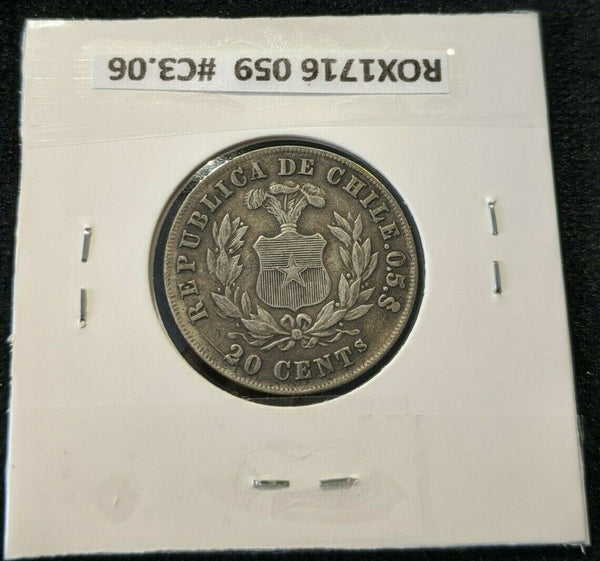 ROX1716 059 #C3.06
REPUBLICA DE CHILE.0.5.S
20 CENTS